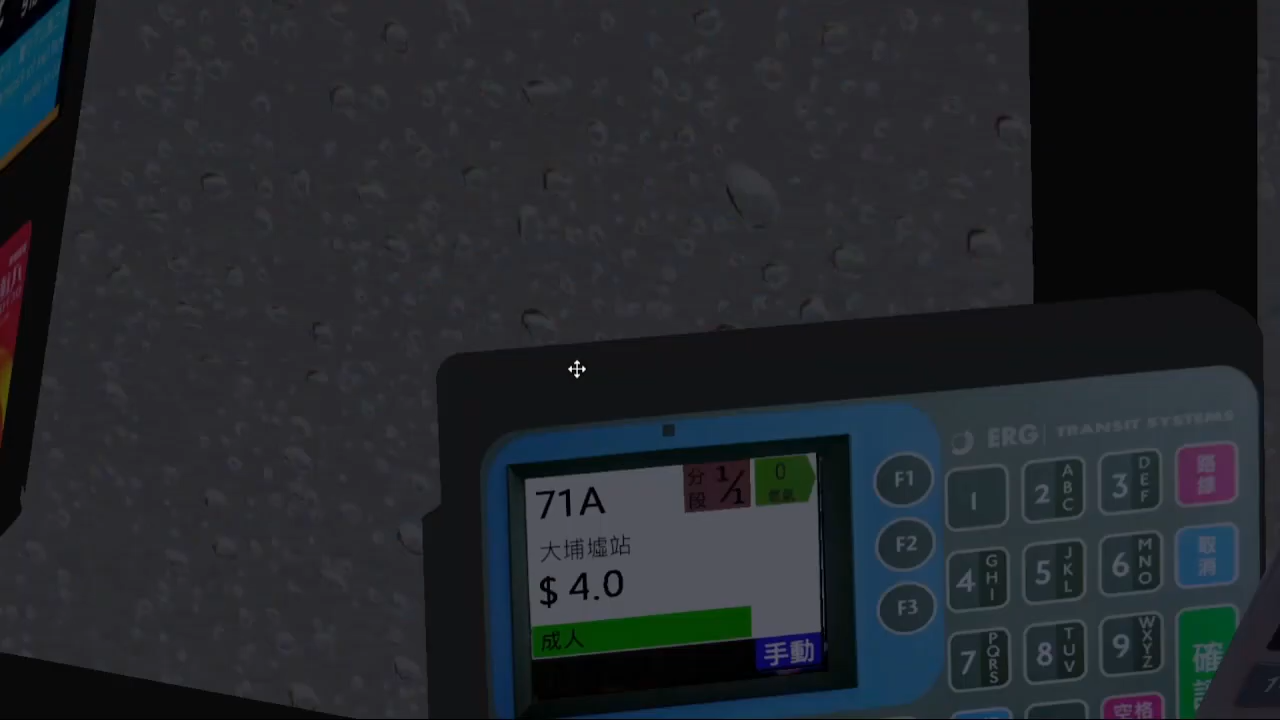 ERG TRANSIT SYSTEMS
71A
分段 1/1
0
大埔墟站
$ 4.0
成人
手動
F1
F2
F3
1
2 ABC
3 DEF
路線
4 GHI
5 JKL
6 MNO
取消
7 PQRS
8 TUV
9 WXYZ
確
空格